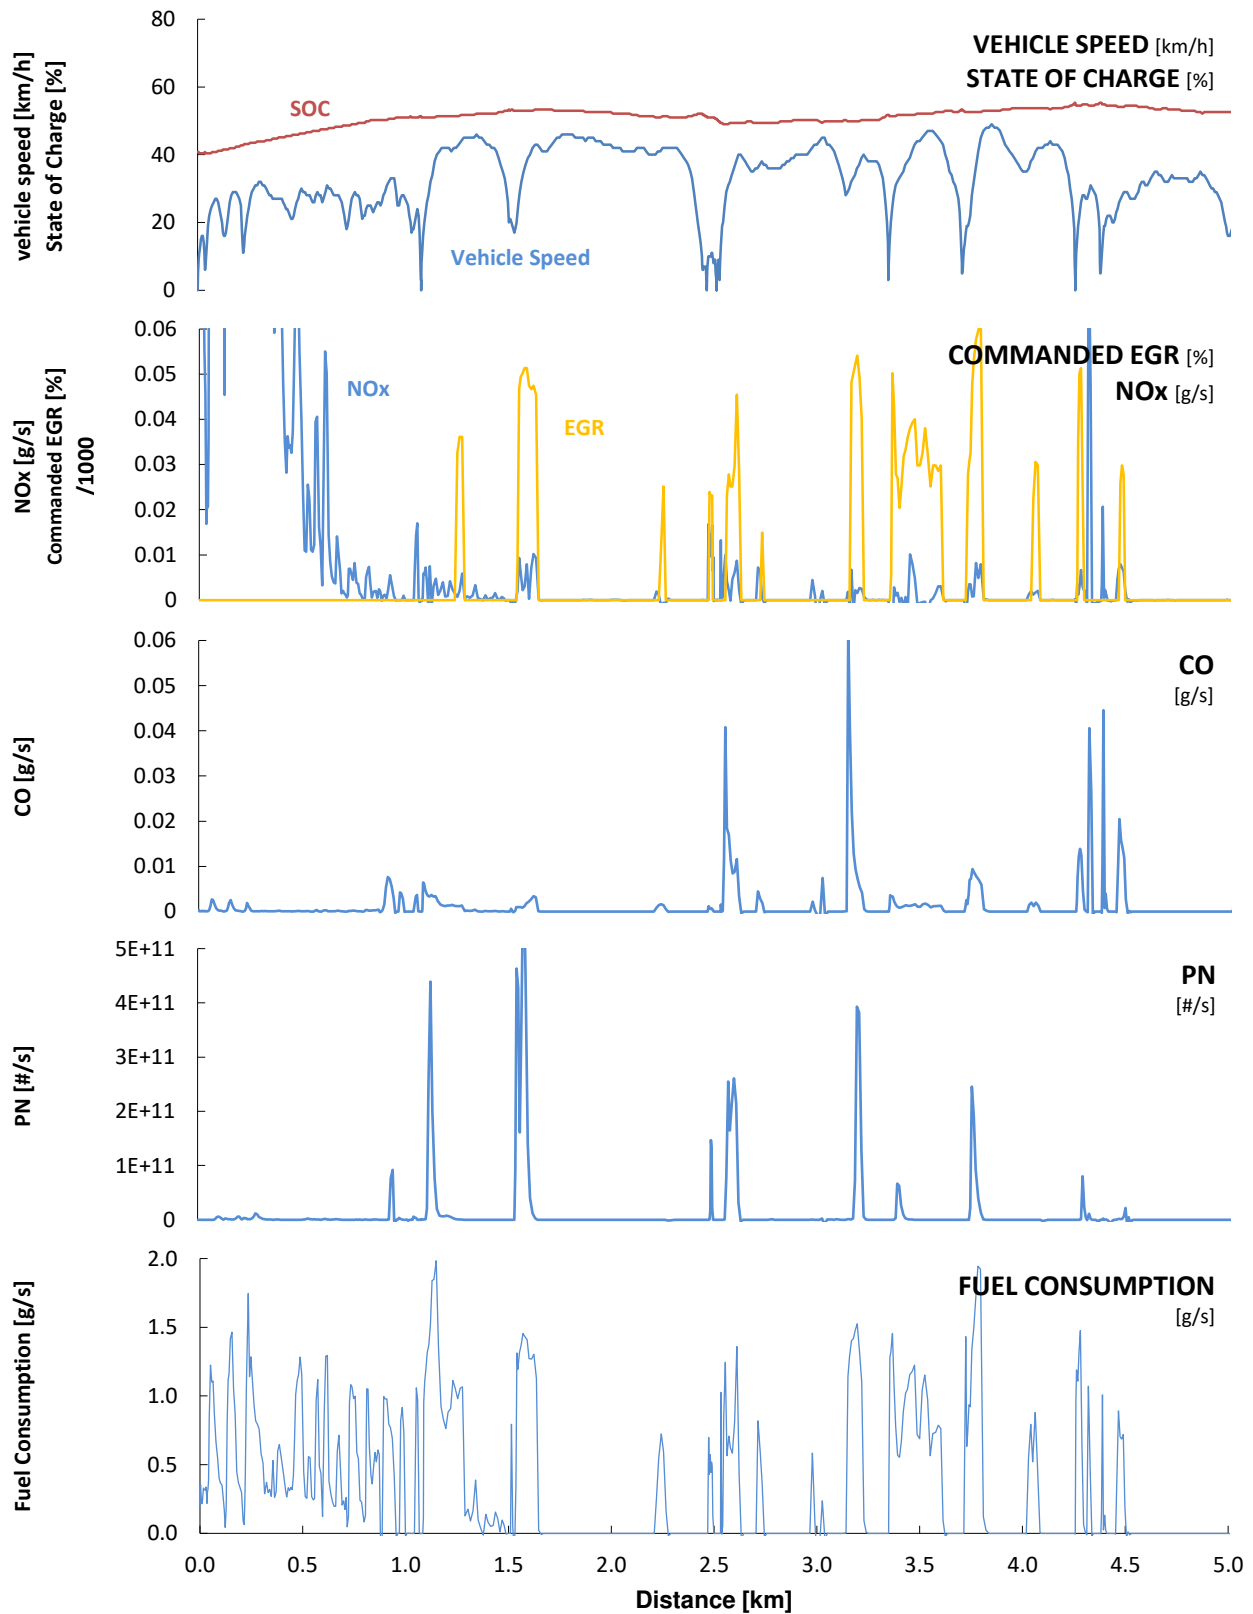 80
60
40
20
0
vehicle speed [km/h]
State of Charge [%]
VEHICLE SPEED [km/h]
STATE OF CHARGE [%]
SOC
Vehicle Speed
0.06
0.05
0.04
0.03
0.02
0.01
0
NOx [g/s]
Commanded EGR [%]
/1000
COMMANDED EGR [%]
NOx [g/s]
NOx
EGR
0.06
0.05
0.04
0.03
0.02
0.01
0
CO [g/s]
CO
[g/s]
5E+11
4E+11
3E+11
2E+11
1E+11
0
PN [#/s]
PN
[#/s]
2.0
1.5
1.0
0.5
0.0
Fuel Consumption [g/s]
FUEL CONSUMPTION
[g/s]
0.0 0.5 1.0 1.5 2.0 2.5 3.0 3.5 4.0 4.5 5.0
Distance [km]